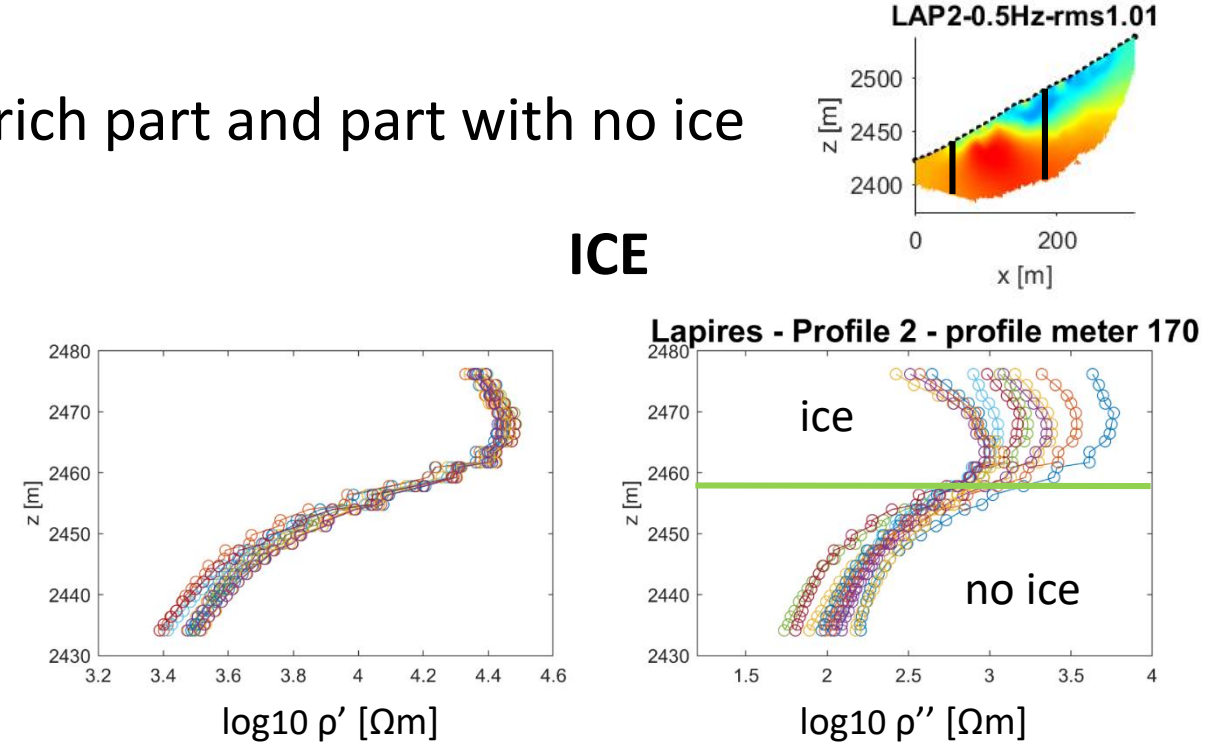 LAP2-0.5Hz-rms1.01
rich part and part with no ice
2500
2450
2400
z [m]
0
200
x [m]
ICE
Lapires - Profile 2 - profile meter 170
2480
2470
2460
2450
2440
2430
z [m]
3.2 3.4 3.6 3.8 4 4.2 4.4 4.6
log10 ρ’ [Ωm]
2480
2470
2460
2450
2440
2430
z [m]
ice
no ice
1.5 2 2.5 3 3.5 4
log10 ρ’’ [Ωm]